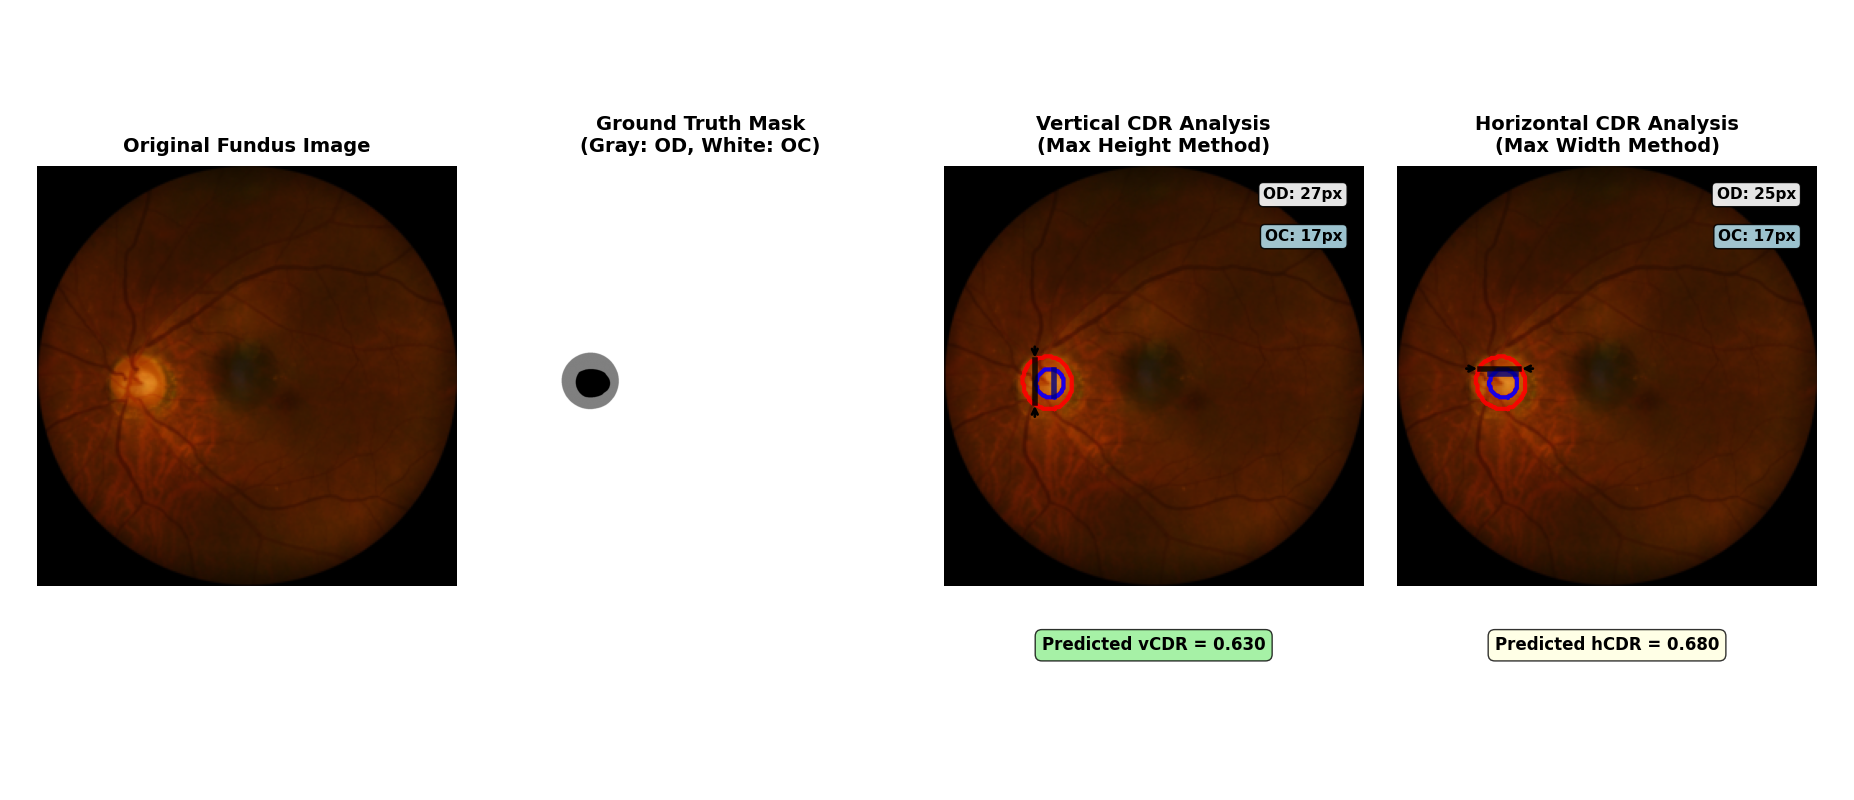 Original Fundus Image
Ground Truth Mask
(Gray: OD, White: OC)
Vertical CDR Analysis
(Max Height Method)
OD: 27px
OC: 17px
Predicted vCDR = 0.630
Horizontal CDR Analysis
(Max Width Method)
OD: 25px
OC: 17px
Predicted hCDR = 0.680